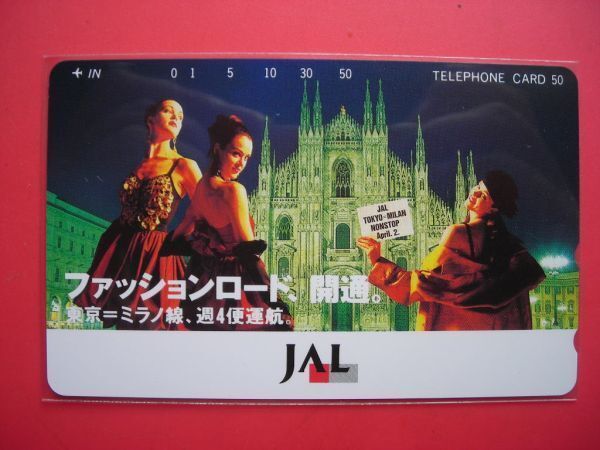 IN 0 1 5 10 30 50 TELEPHONE CARD 50
JAL
TOKYO-MILAN
NONSTOP
April. 2.
ファッションロード、開通。
東京=ミラノ線、週4便運航。
JAL